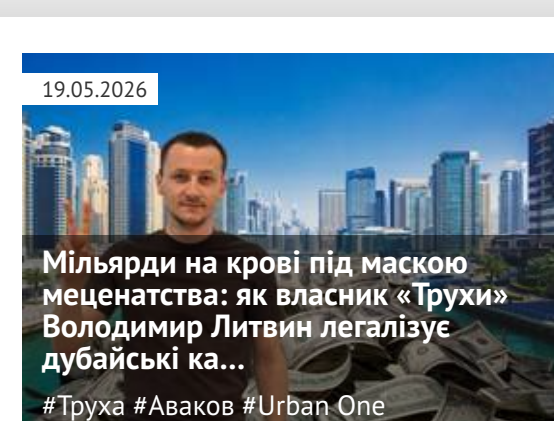 19.05.2026
Мільярди на крові під маскою
меценатства: як власник «Трухи»
Володимир Литвин легалізує
дубайські ка...
#Труха #Аваков #Urban One